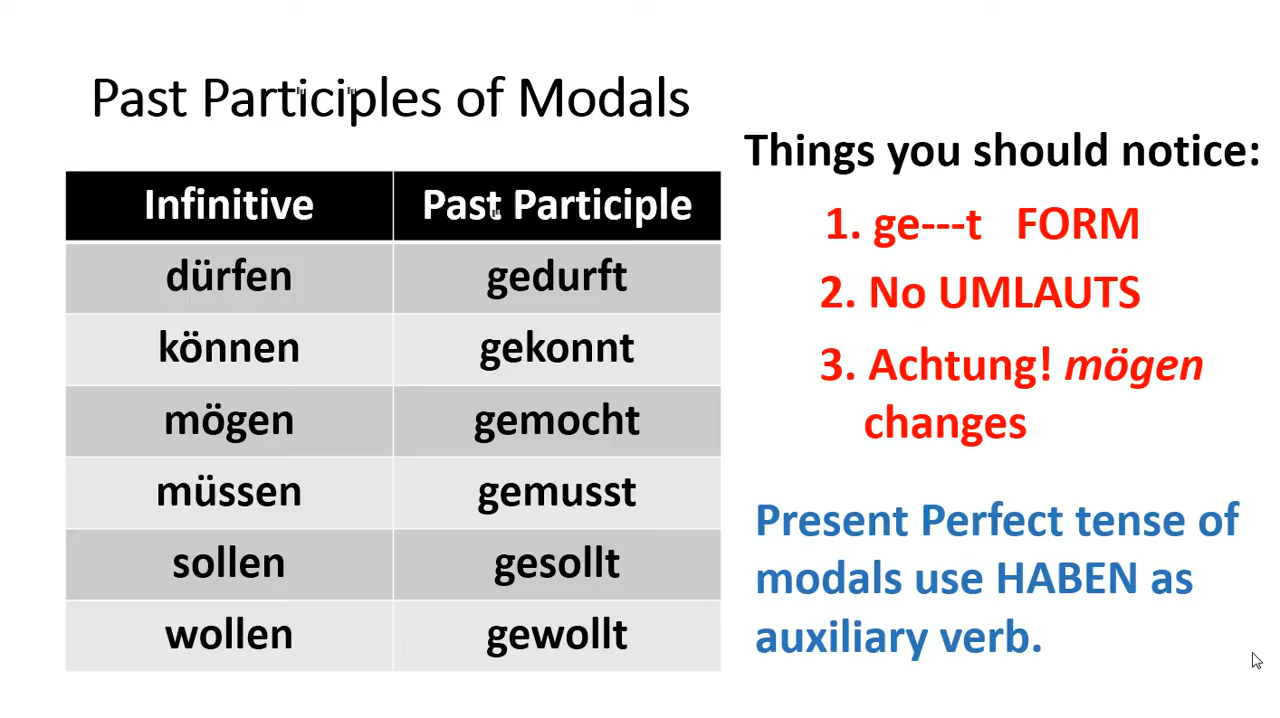 Past Participles of Modals
Things you should notice:
Infinitive Past Participle
1. ge---t FORM
dürfen gedurft
2. No UMLAUTS
können gekonnt
3. Achtung! mögen
changes
mögen gemocht
müssen gemusst
Present Perfect tense of
modals use HABEN as
auxiliary verb.
sollen gesollt
wollen gewollt